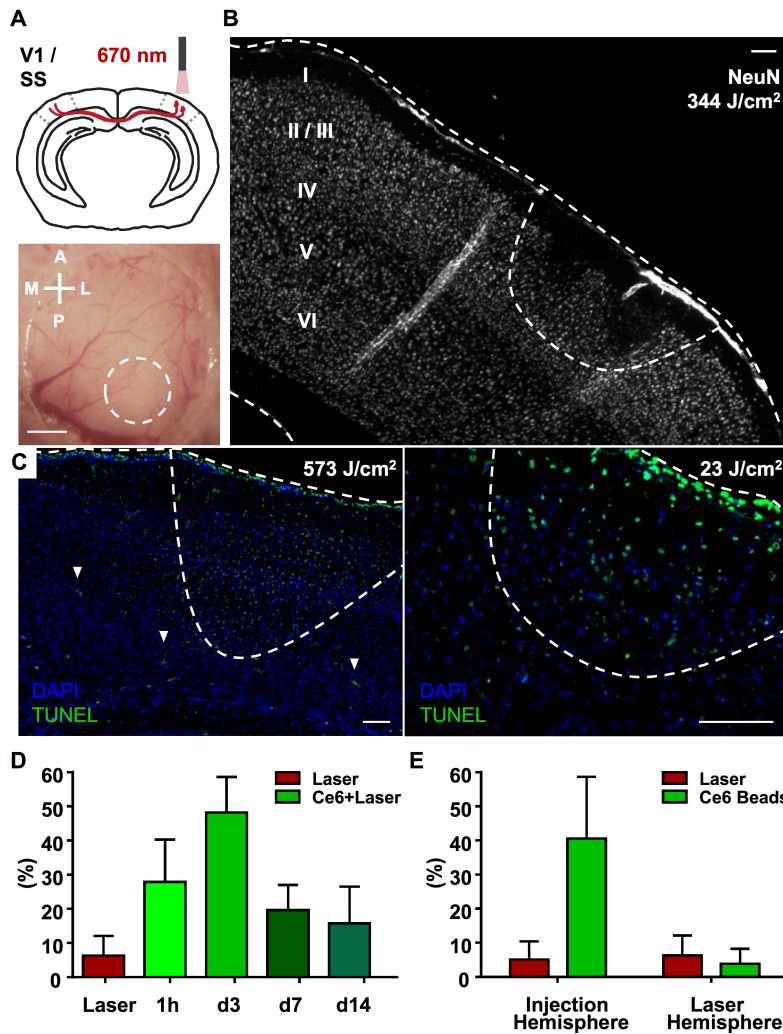 A
V1 /
SS
670 nm
A
M
L
P
B
I
II / III
IV
V
VI
NeuN
344 J/cm²
C
573 J/cm²
DAPI
TUNEL
23 J/cm²
DAPI
TUNEL
D
60
50
40
30
20
10
0
(%)
Laser
Ce6+Laser
Laser
1h
d3
d7
d14
E
60
50
40
30
20
10
0
(%)
Laser
Ce6 Beads
Injection
Hemisphere
Laser
Hemisphere